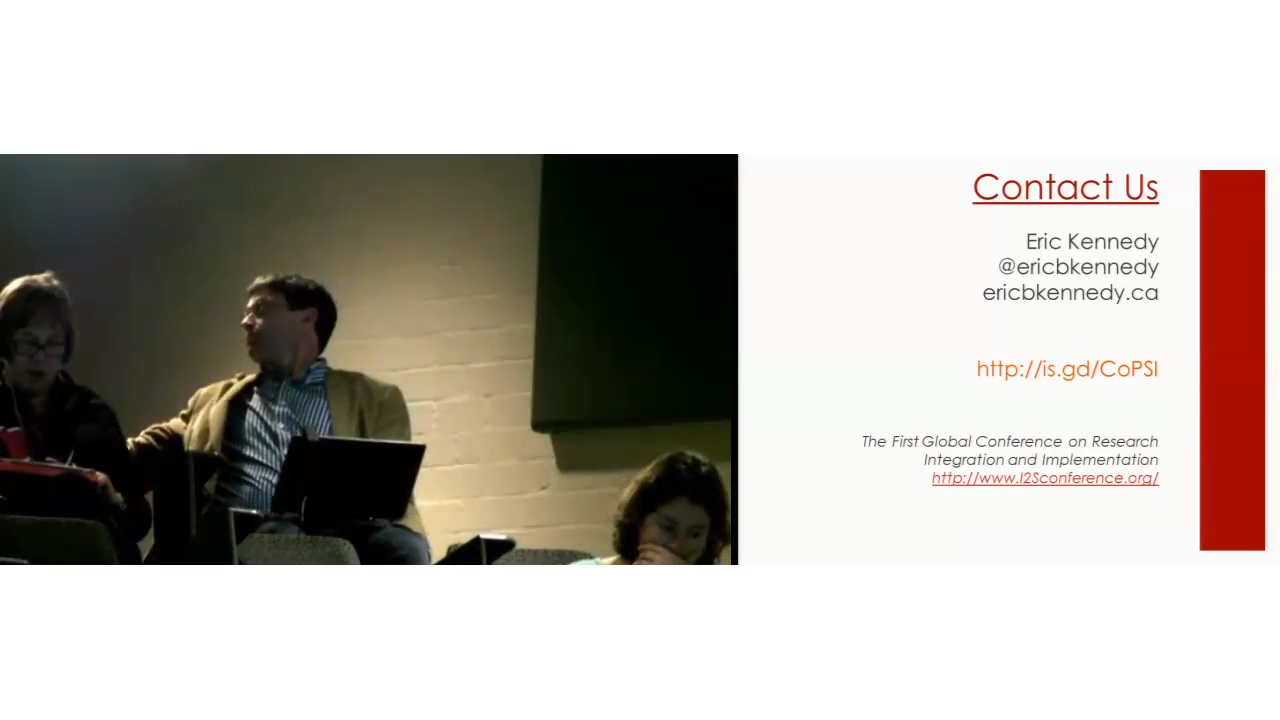 Contact Us
Eric Kennedy
@ericbkennedy
ericbkennedy.ca
http://is.gd/CoPSI
The First Global Conference on Research
Integration and Implementation
http://www.I2Sconference.org/